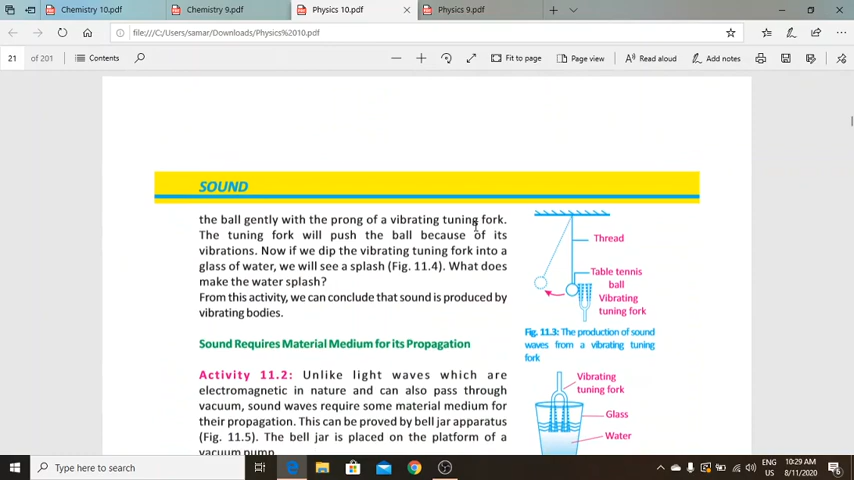 Chemistry 10.pdf
Chemistry 9.pdf
Physics 10.pdf
Physics 9.pdf
file:///C:/Users/samar/Downloads/Physics%2010.pdf
21 of 201
Contents
Fit to page
Page view
Read aloud
Add notes
SOUND
the ball gently with the prong of a vibrating tuning fork.
The tuning fork will push the ball because of its
vibrations. Now if we dip the vibrating tuning fork into a
glass of water, we will see a splash (Fig. 11.4). What does
make the water splash?
From this activity, we can conclude that sound is produced by
vibrating bodies.
Sound Requires Material Medium for its Propagation
Activity 11.2: Unlike light waves which are
electromagnetic in nature and can also pass through
vacuum, sound waves require some material medium for
their propagation. This can be proved by bell jar apparatus
(Fig. 11.5). The bell jar is placed on the platform of a
vacuum pump.
Thread
Table tennis
ball
Vibrating
tuning fork
Fig. 11.3: The production of sound
waves from a vibrating tuning
fork
Vibrating
tuning fork
Glass
Water
Type here to search
ENG
US
10:29 AM
8/11/2020